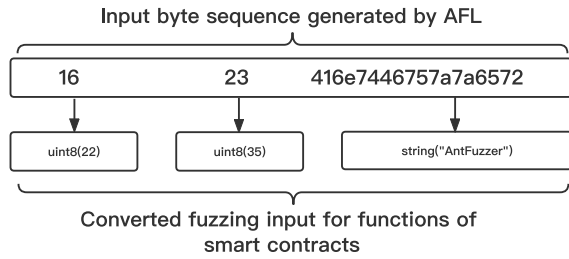 Input byte sequence generated by AFL
16 23 416e7446757a7a6572
uint8(22) uint8(35) string("AntFuzzer")
Converted fuzzing input for functions of
smart contracts